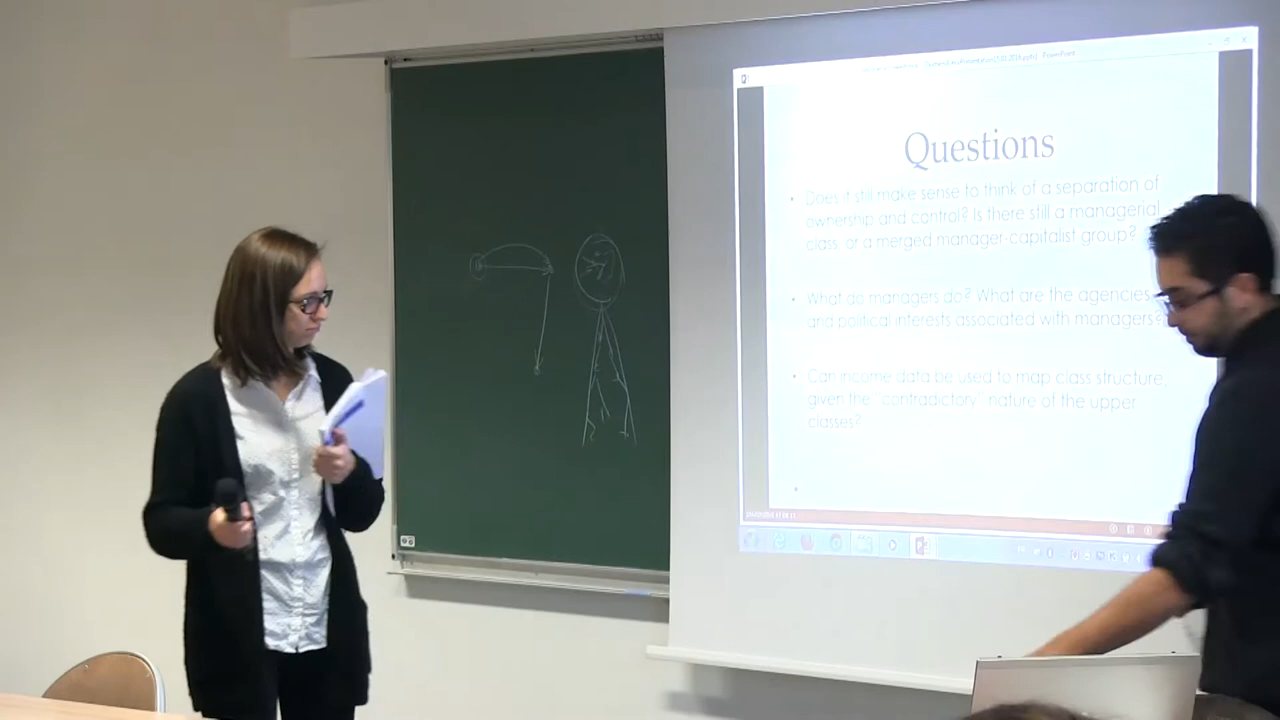 Questions
• Does it still make sense to think of a separation of
ownership and control? Is there still a managerial
class, or a merged manager-capitalist group?
• What do managers do? What are the agencies
and political interests associated with managers?
• Can income data be used to map class structure,
given the "contradictory" nature of the upper
classes?